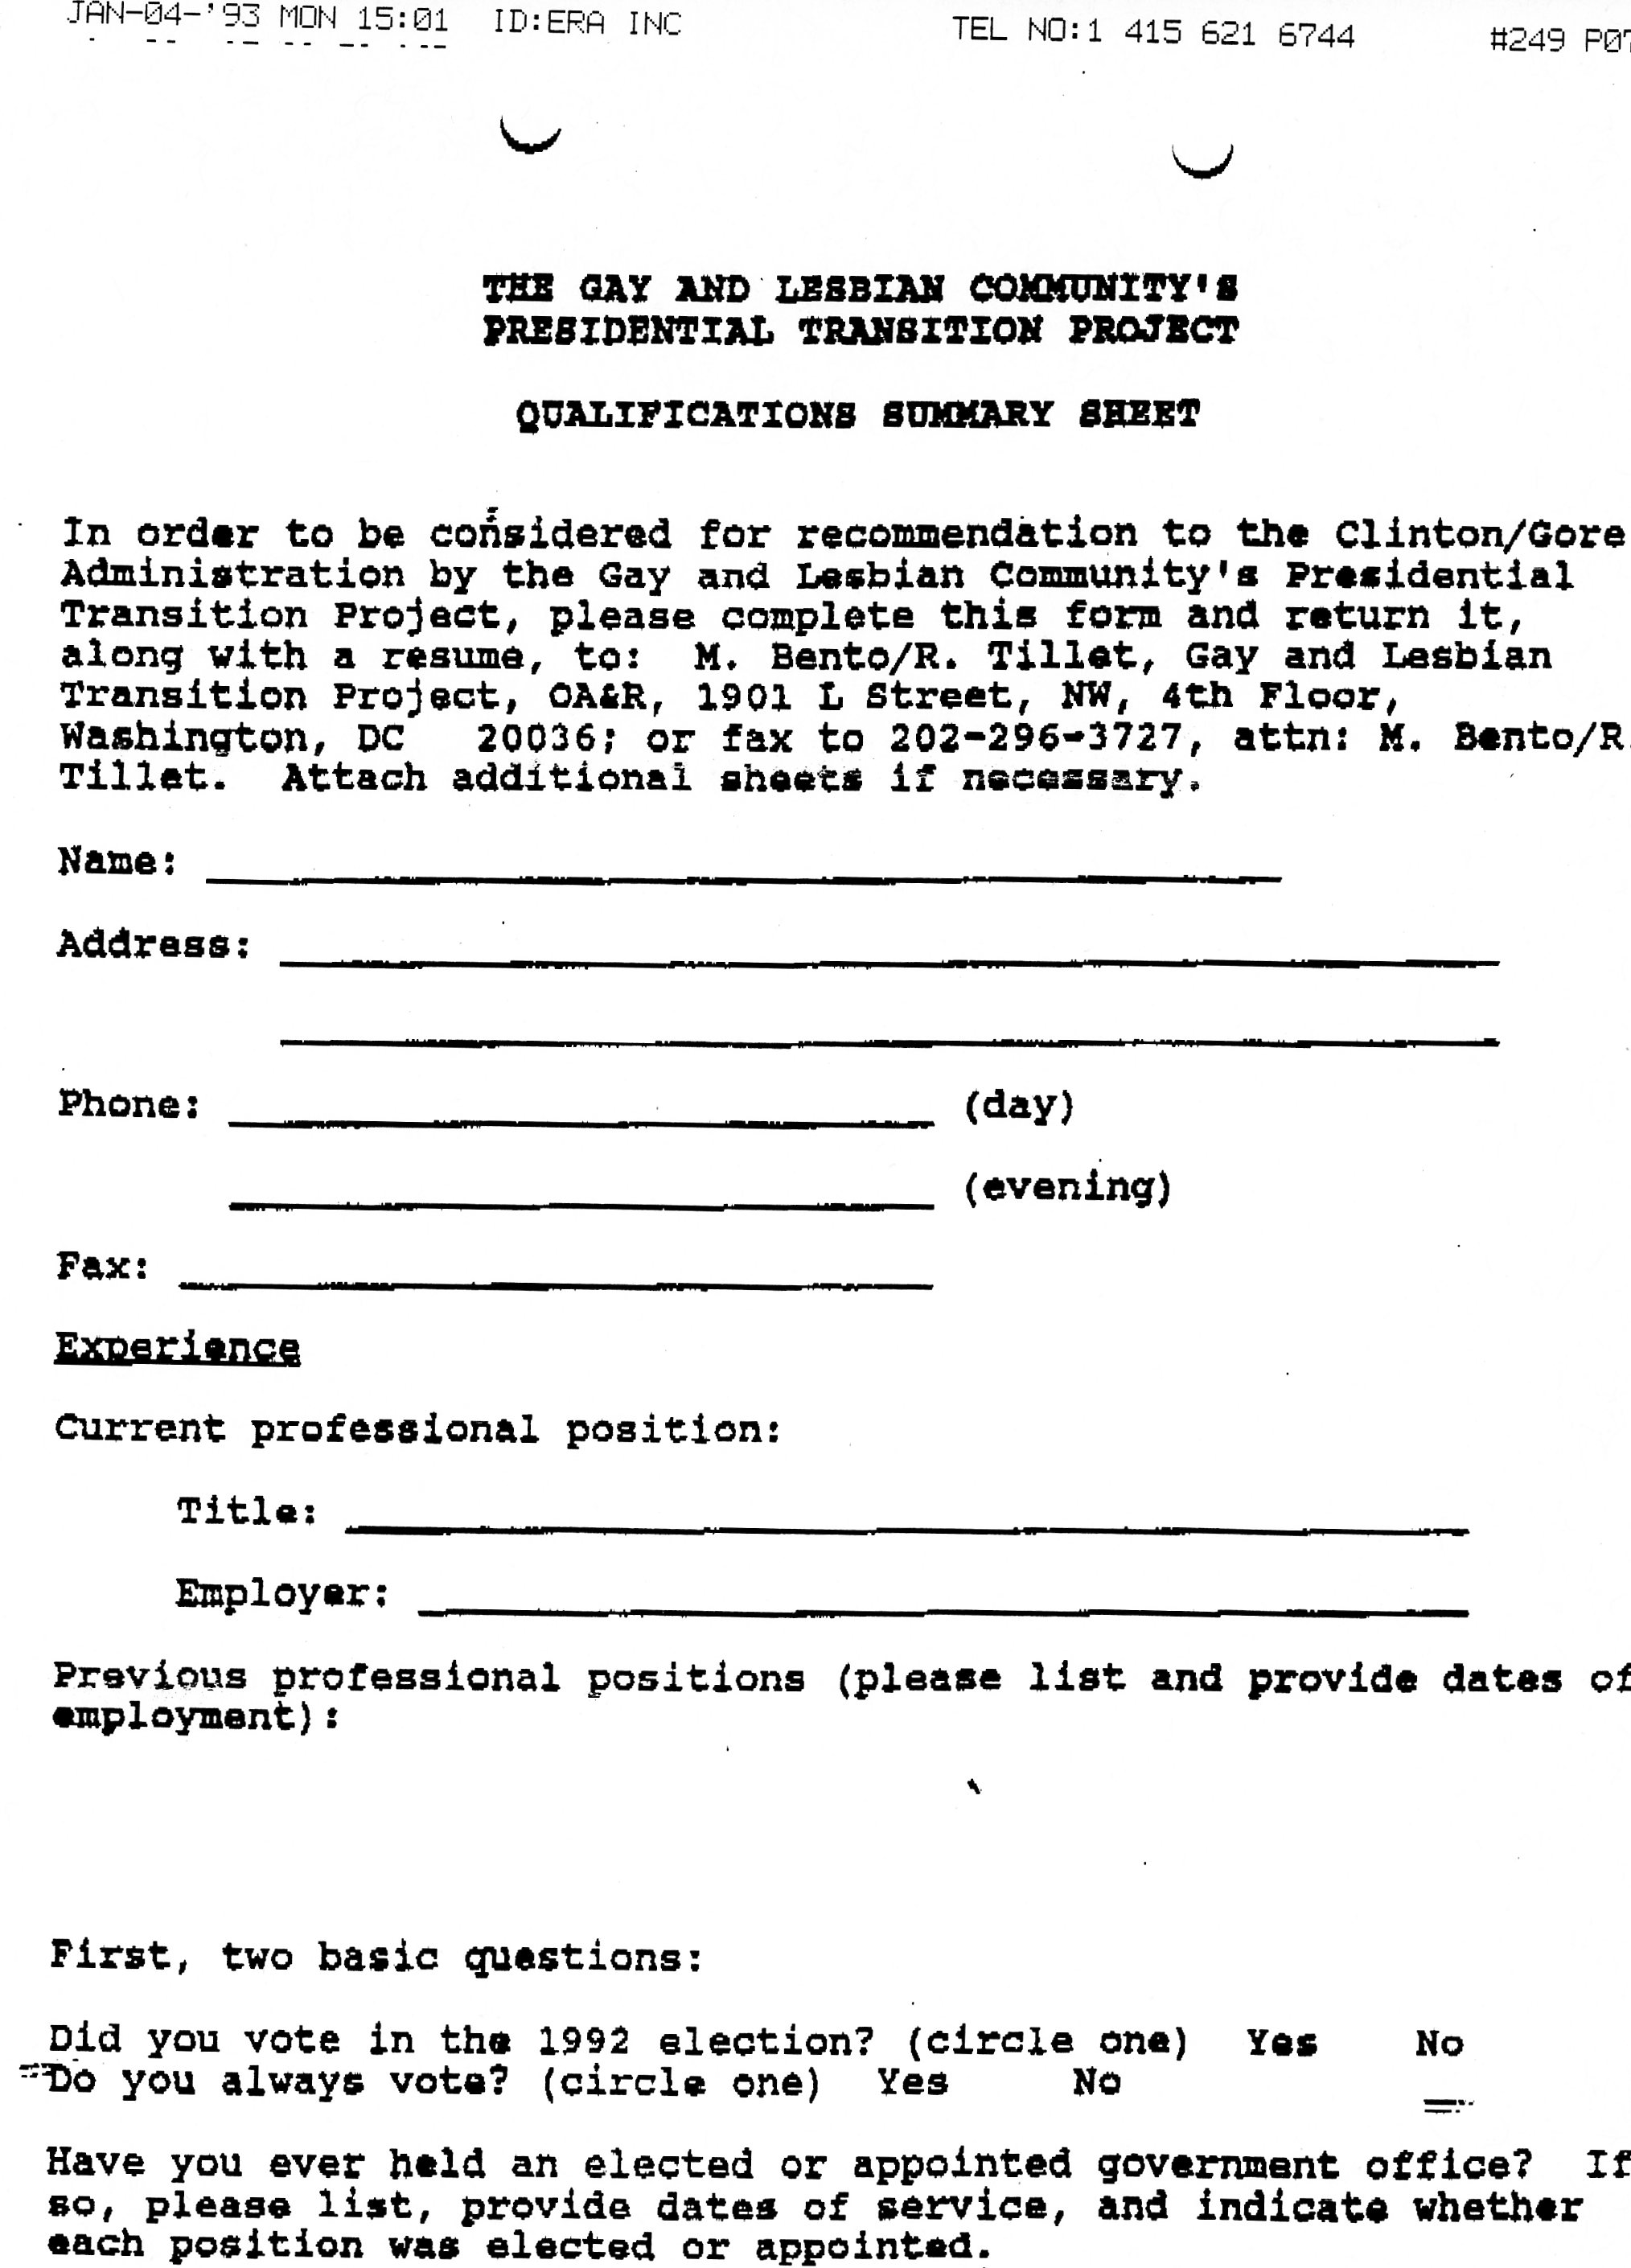 JAN-04-'93 MON 15:01 ID:ERA INC TEL NO:1 415 621 6744 #249 P07
THE GAY AND LESBIAN COMMUNITY'S
PRESIDENTIAL TRANSITION PROJECT
QUALIFICATIONS SUMMARY SHEET
In order to be considered for recommendation to the Clinton/Gore
Administration by the Gay and Lesbian Community's Presidential
Transition Project, please complete this form and return it,
along with a resume, to: M. Bento/R. Tillet, Gay and Lesbian
Transition Project, OA&R, 1901 L Street, NW, 4th Floor,
Washington, DC 20036; or fax to 202-296-3727, attn: M. Bento/R.
Tillet. Attach additional sheets if necessary.
Name:
Address:
Phone: (day)
(evening)
Fax:
Experience
Current professional position:
Title:
Employer:
Previous professional positions (please list and provide dates of
employment):
First, two basic questions:
Did you vote in the 1992 election? (circle one) Yes No
Do you always vote? (circle one) Yes No
Have you ever held an elected or appointed government office? If
so, please list, provide dates of service, and indicate whether
each position was elected or appointed.